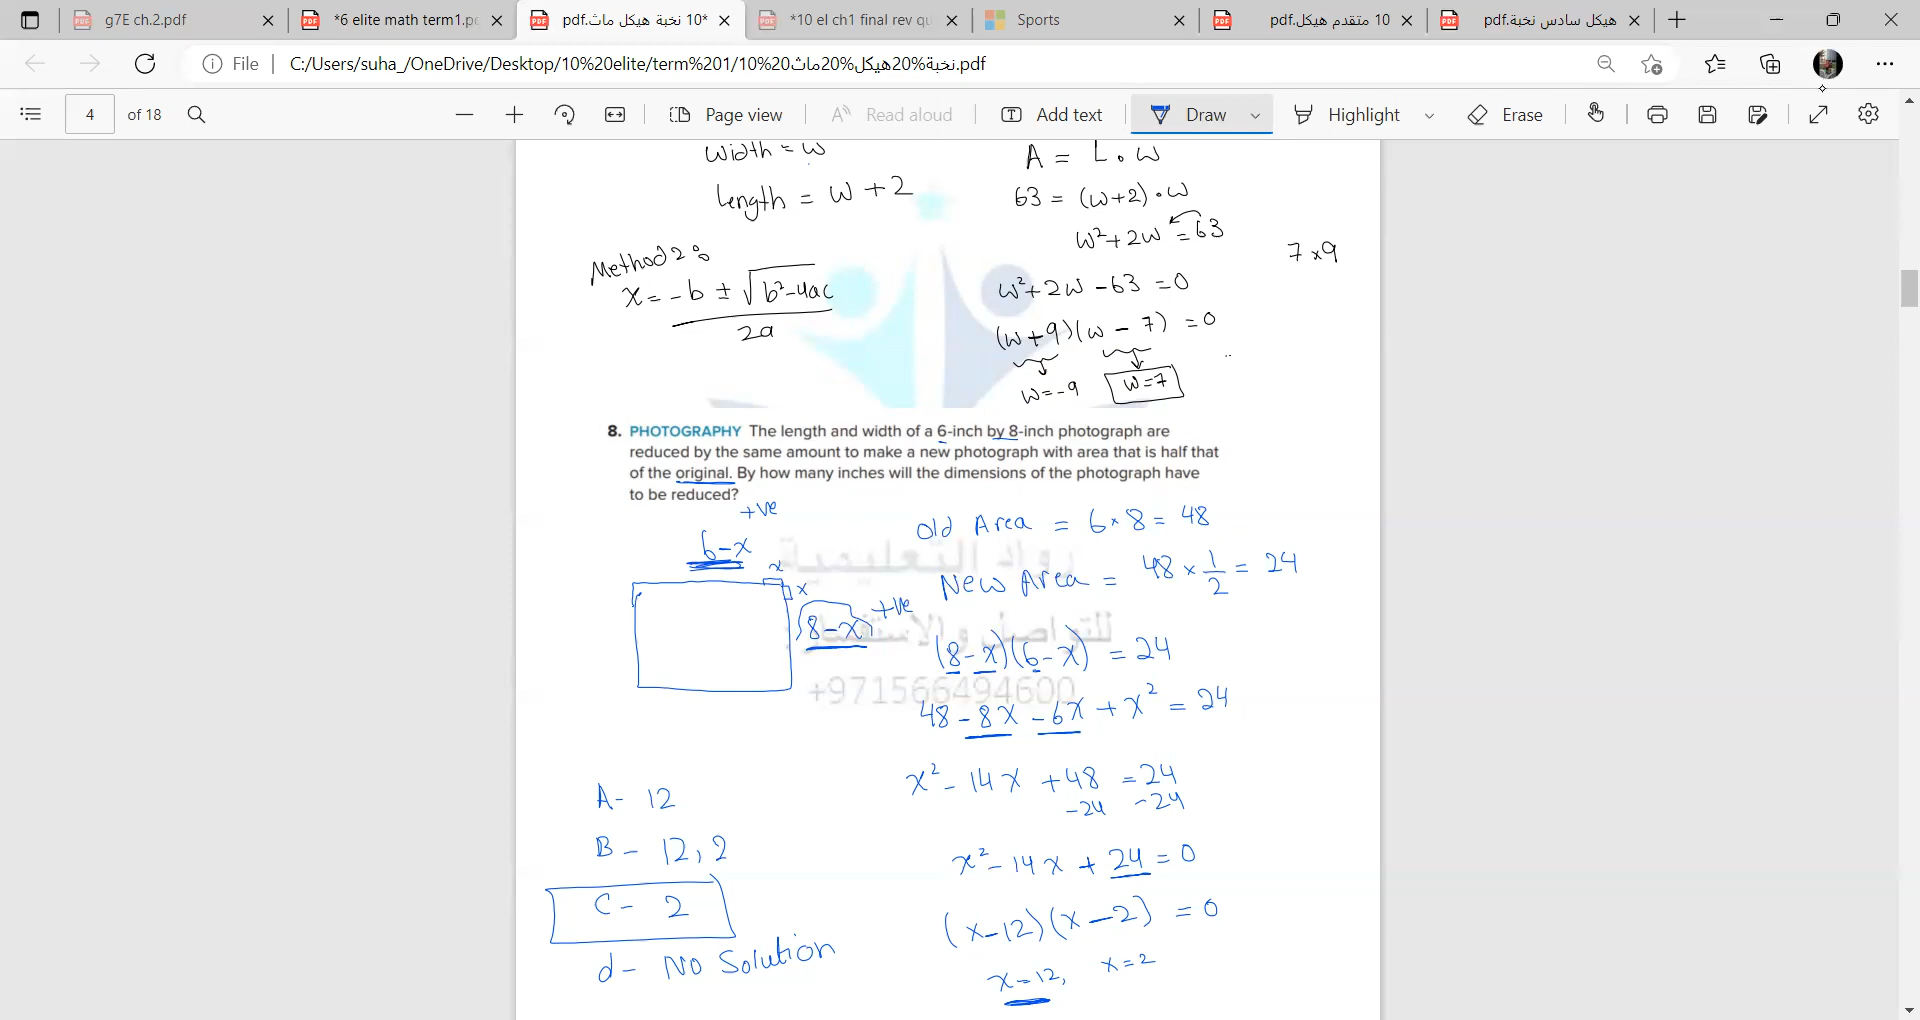 g7E ch.2.pdf
*6 elite math term1.p
*10 نخبة هيكل ماث.pdf
*10 el ch1 final rev qu
Sports
10 متقدم هيكل.pdf
هيكل سادس نخبة.pdf
File
C:/Users/suha_/OneDrive/Desktop/10%20elite/term%201/10%20نخبة%20هيكل%20ماث.pdf
4 of 18
Page view
Read aloud
Add text
Draw
Highlight
Erase
width = w
A = L . w
length = w + 2
63 = (w+2) . w
w² + 2w = 63
7 x 9
Method 2 :
x = -b ± √b²-4ac
2a
w² + 2w - 63 = 0
(w + 9)(w - 7) = 0
w = -9
w = 7
8. PHOTOGRAPHY The length and width of a 6-inch by 8-inch photograph are
reduced by the same amount to make a new photograph with area that is half that
of the original. By how many inches will the dimensions of the photograph have
to be reduced?
+ve
6-x
x
x
8-x
+ve
Old Area = 6 × 8 = 48
New Area = 48 × 1/2 = 24
رواد التعليمية
للتواصل و الاستفسار :
+971566494600
(8-x)(6-x) = 24
48 - 8x - 6x + x² = 24
x² - 14x + 48 = 24
-24 -24
x² - 14x + 24 = 0
(x-12)(x-2) = 0
x = 12, x = 2
A- 12
B- 12, 2
C- 2
d- No Solution